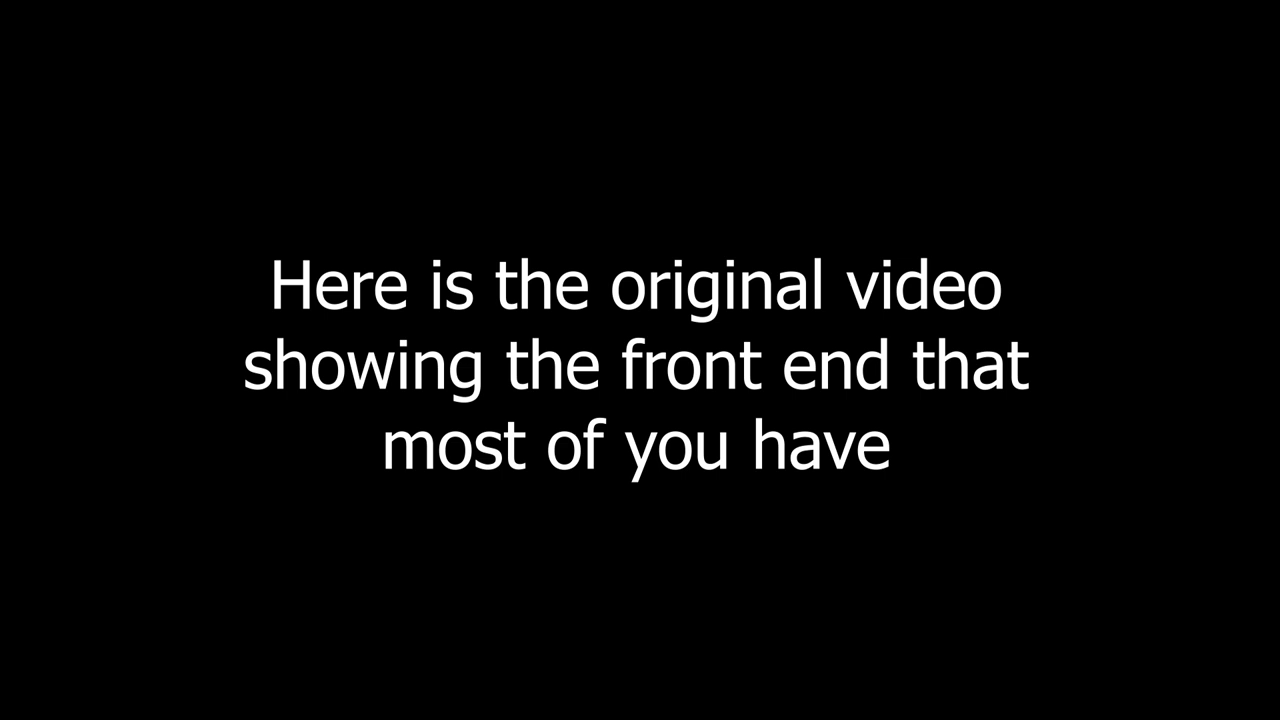 Here is the original video
showing the front end that
most of you have